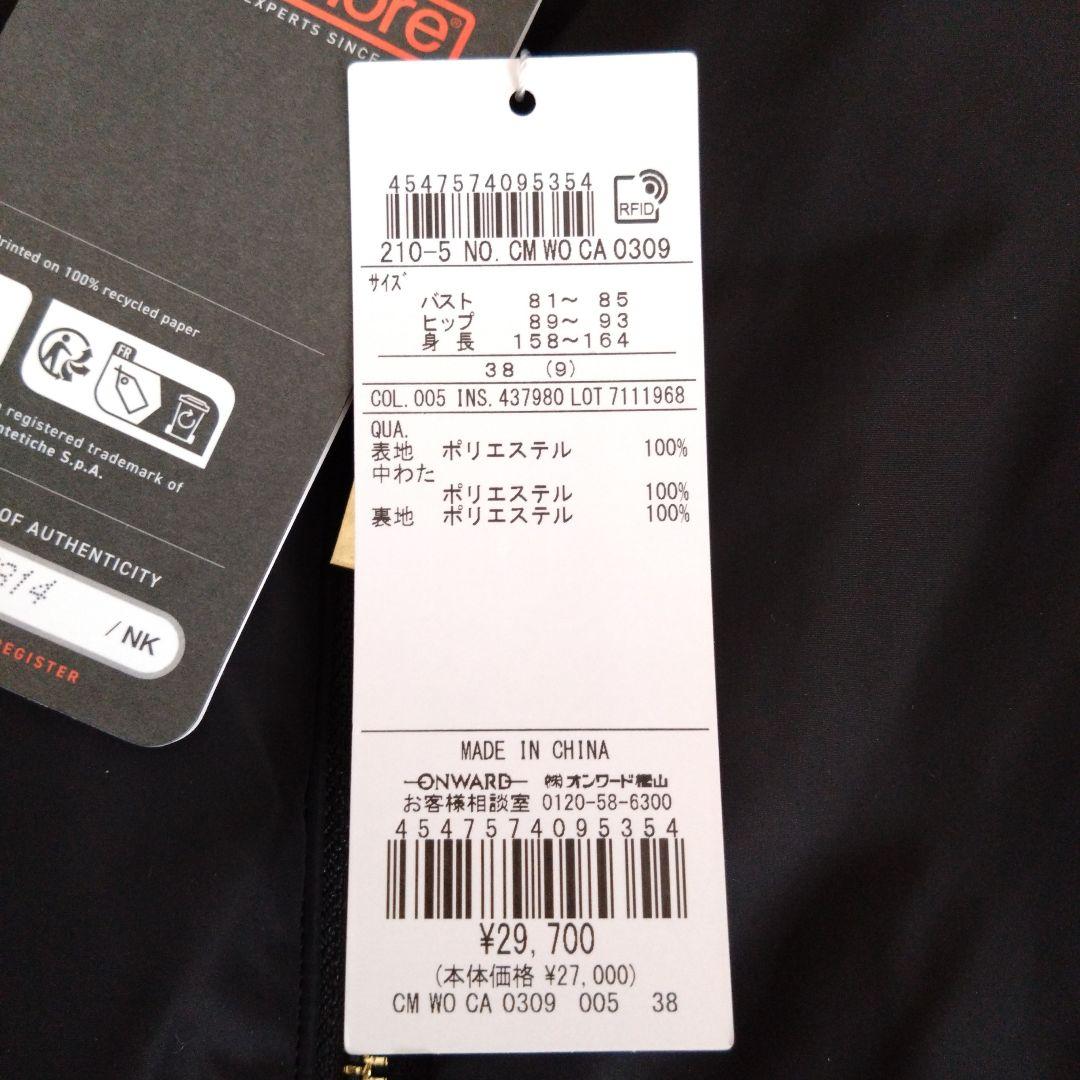 EXPERTS SINCE
Printed on 100% recycled paper
FR
registered trademark of
S.p.A.
OF AUTHENTICITY
/ NK
REGISTER
4547574095354
RFID
210-5 NO. CM WO CA 0309
サイズ
バスト 81～ 85
ヒップ 89～ 93
身長 158～164
38 (9)
COL. 005 INS. 437980 LOT 7111968
QUA.
表地 ポリエステル 100%
中わた
ポリエステル 100%
裏地 ポリエステル 100%
MADE IN CHINA
ONWARD ㈱オンワード樫山
お客様相談室 0120-58-6300
4547574095354
¥29,700
(本体価格 ¥27,000)
CM WO CA 0309 005 38